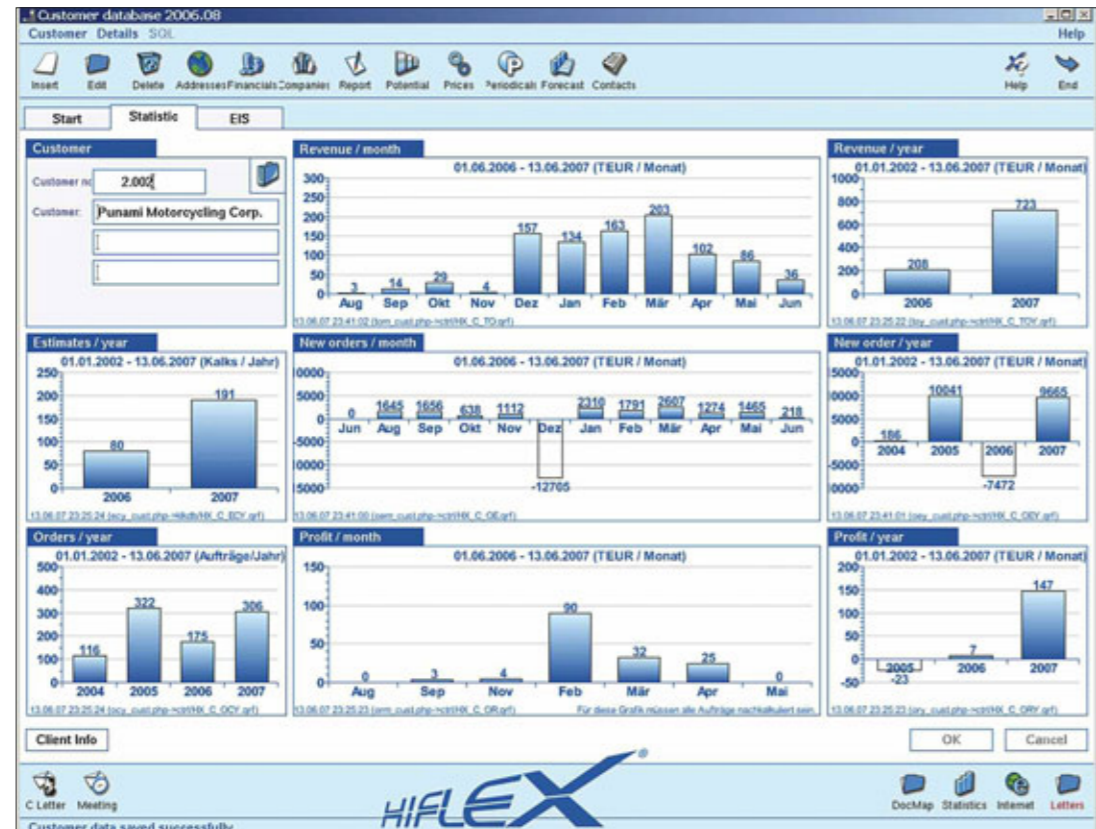 Customer database 2006.08
Customer Details SQL Help
Insert Edit Delete Addresses Financials Companies Report Potential Prices Periodicals Forecast Contacts Help End
Start Statistic EIS
Customer
Customer no 2.002
Customer: Punami Motorcycling Corp.
Revenue / month
01.06.2006 - 13.06.2007 (TEUR / Monat)
300
250
200
150
100
50
0
3 14 29 4 157 134 163 203 102 86 36
Aug Sep Okt Nov Dez Jan Feb Mär Apr Mai Jun
Revenue / year
01.01.2002 - 13.06.2007 (TEUR / Monat)
1000
800
600
400
200
0
208 723
2006 2007
Estimates / year
01.01.2002 - 13.06.2007 (Kalks / Jahr)
250
200
150
100
50
0
80 191
2006 2007
New orders / month
01.06.2006 - 13.06.2007 (TEUR / Monat)
0000
5000
0
-5000
0000
5000
0 1645 1656 638 1112 2310 1791 2607 1274 1465 218
Jun Aug Sep Okt Nov Dez Jan Feb Mär Apr Mai Jun
-12705
New order / year
01.01.2002 - 13.06.2007 (TEUR / Monat)
5000
0000
5000
0
-5000
0000
186 10041 9665
2004 2005 2006 2007
-7472
Orders / year
01.01.2002 - 13.06.2007 (Aufträge/Jahr)
500
400
300
200
100
0
116 322 175 306
2004 2005 2006 2007
Profit / month
01.06.2006 - 13.06.2007 (TEUR / Monat)
150
100
50
0
0 3 4 90 32 25 0
Aug Sep Nov Feb Mär Apr Mai
Für diese Grafik müssen alle Aufträge nachkalkuliert sein.
Profit / year
01.01.2002 - 13.06.2007 (TEUR / Monat)
200
150
100
50
0
-50
7 147
2005 2006 2007
-23
Client Info OK Cancel
C Letter Meeting HIFLEX DocMap Statistics Internet Letters
Customer data saved successfully